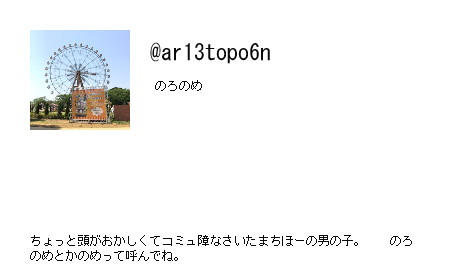 @ar13topo6n
のろのめ
ちょっと頭がおかしくてコミュ障なさいたまちほーの男の子。　　のろ
のめとかのめって呼んでね。